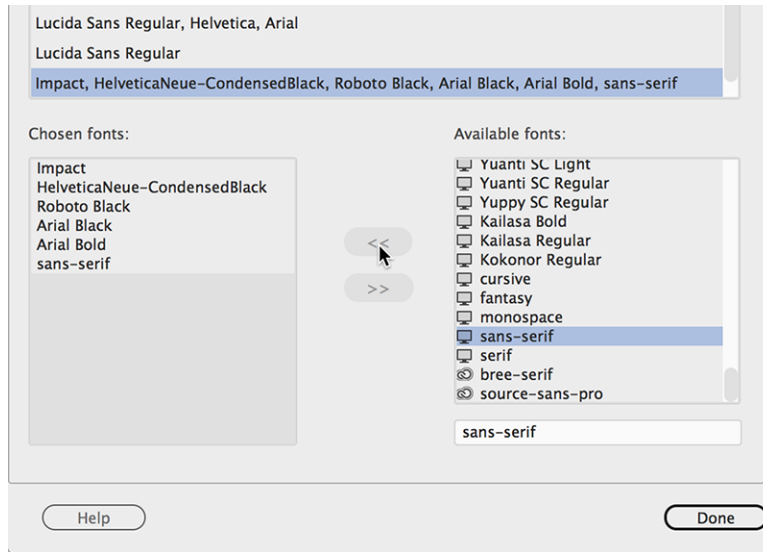 Lucida Sans Regular, Helvetica, Arial
Lucida Sans Regular
Impact, HelveticaNeue-CondensedBlack, Roboto Black, Arial Black, Arial Bold, sans-serif
Chosen fonts:
Impact
HelveticaNeue-CondensedBlack
Roboto Black
Arial Black
Arial Bold
sans-serif
<<
>>
Available fonts:
Yuanti SC Light
Yuanti SC Regular
Yuppy SC Regular
Kailasa Bold
Kailasa Regular
Kokonor Regular
cursive
fantasy
monospace
sans-serif
serif
bree-serif
source-sans-pro
sans-serif
Help
Done